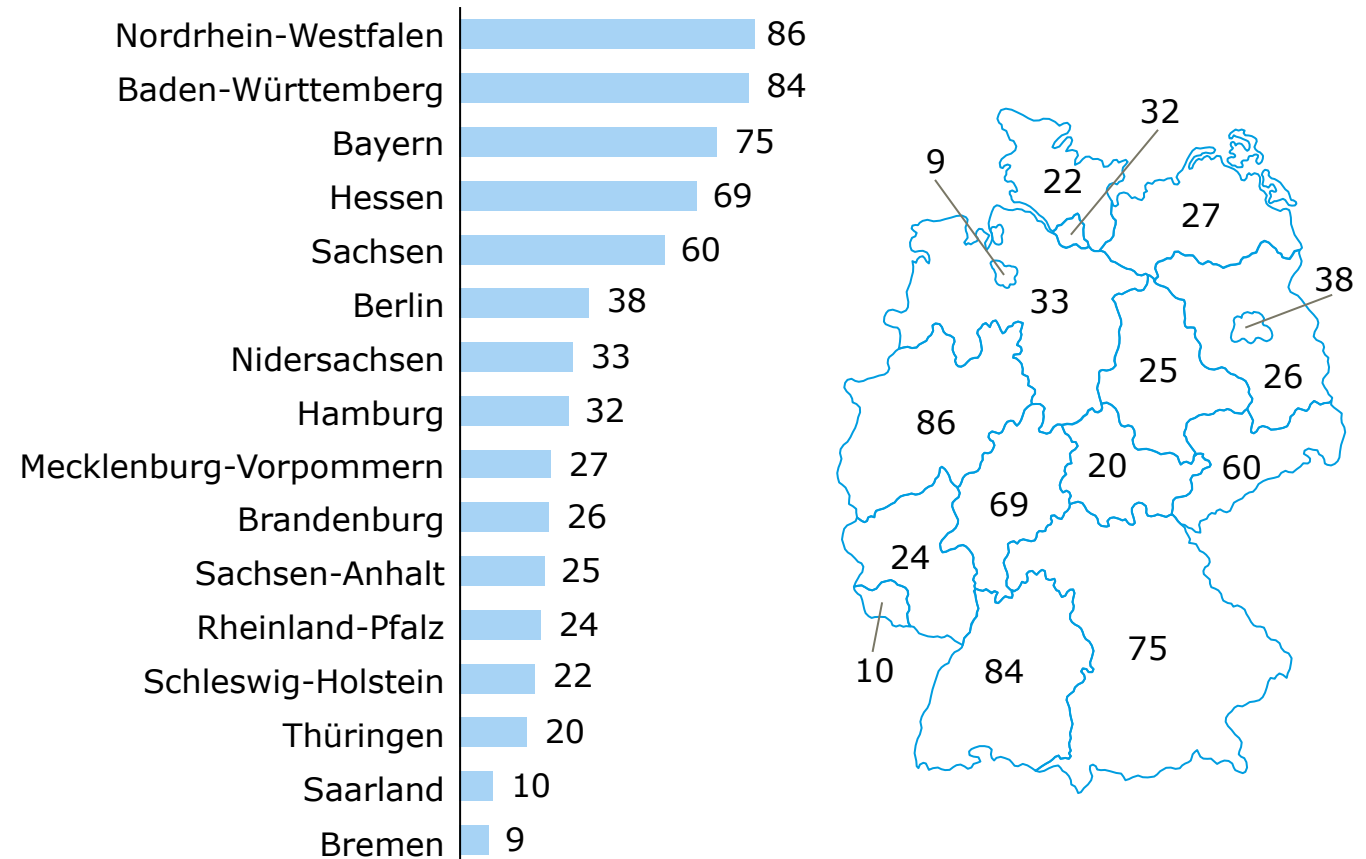 Nordrhein-Westfalen 86
Baden-Württemberg 84
Bayern 75
Hessen 69
Sachsen 60
Berlin 38
Nidersachsen 33
Hamburg 32
Mecklenburg-Vorpommern 27
Brandenburg 26
Sachsen-Anhalt 25
Rheinland-Pfalz 24
Schleswig-Holstein 22
Thüringen 20
Saarland 10
Bremen 9
32
9
22
27
38
33
25
26
86
20
60
69
24
75
10
84